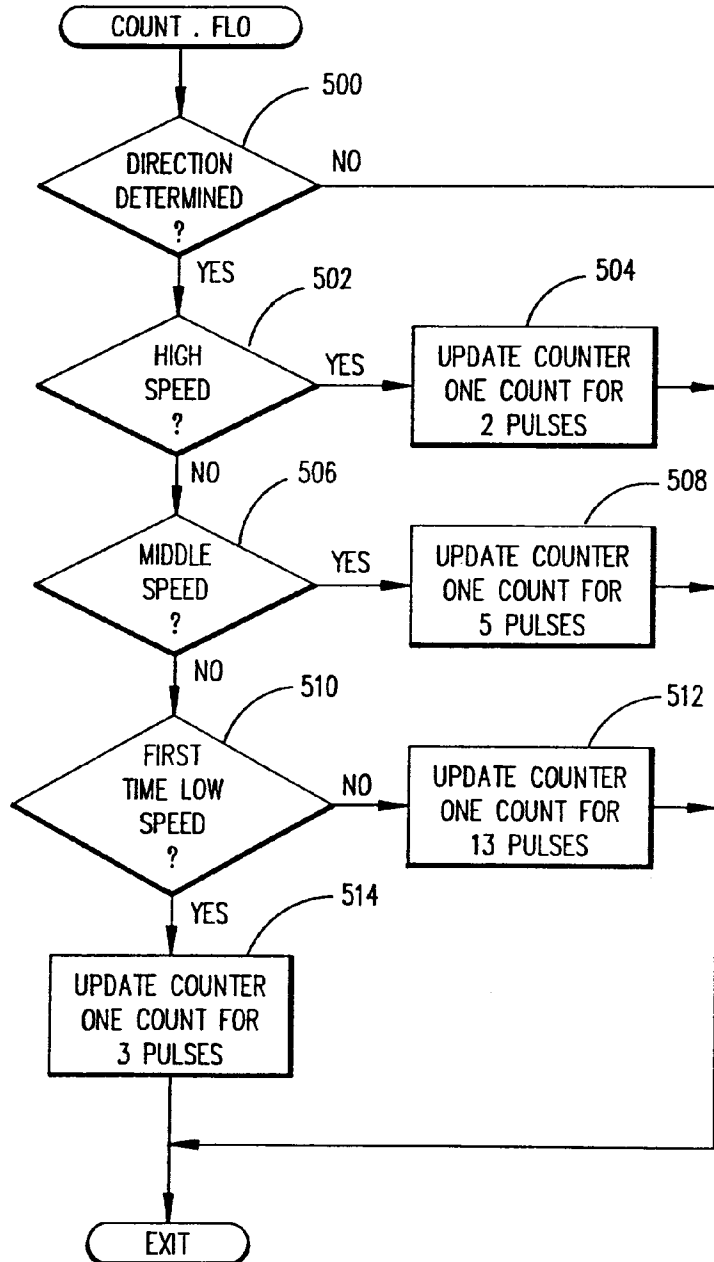 COUNT . FLO
500
DIRECTION
DETERMINED
?
NO
YES
502
HIGH
SPEED
?
YES
504
UPDATE COUNTER
ONE COUNT FOR
2 PULSES
NO
506
MIDDLE
SPEED
?
YES
508
UPDATE COUNTER
ONE COUNT FOR
5 PULSES
NO
510
FIRST
TIME LOW
SPEED
?
NO
512
UPDATE COUNTER
ONE COUNT FOR
13 PULSES
YES
514
UPDATE COUNTER
ONE COUNT FOR
3 PULSES
EXIT